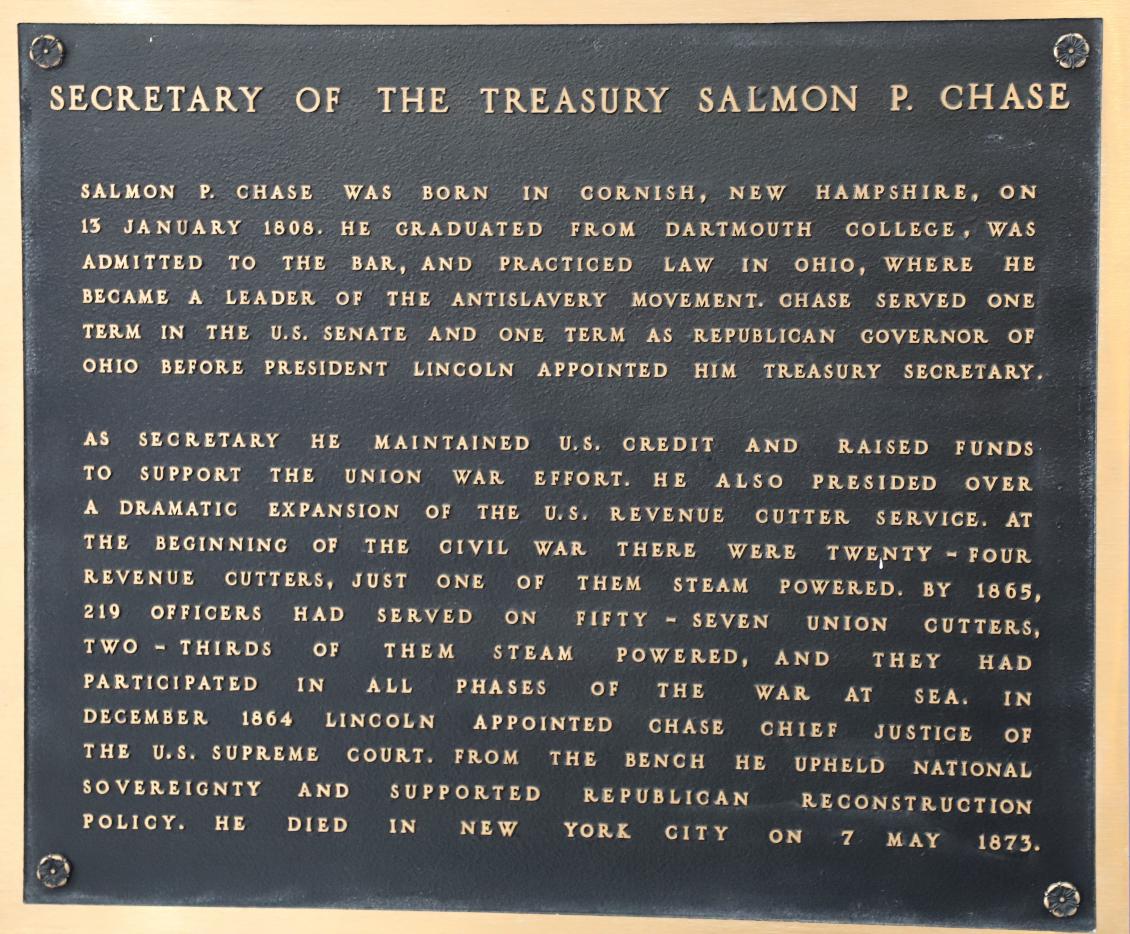 SECRETARY OF THE TREASURY SALMON P. CHASE
SALMON P. CHASE WAS BORN IN CORNISH, NEW HAMPSHIRE, ON
13 JANUARY 1808. HE GRADUATED FROM DARTMOUTH COLLEGE, WAS
ADMITTED TO THE BAR, AND PRACTICED LAW IN OHIO, WHERE HE
BECAME A LEADER OF THE ANTISLAVERY MOVEMENT. CHASE SERVED ONE
TERM IN THE U.S. SENATE AND ONE TERM AS REPUBLICAN GOVERNOR OF
OHIO BEFORE PRESIDENT LINCOLN APPOINTED HIM TREASURY SECRETARY.
AS SECRETARY HE MAINTAINED U.S. CREDIT AND RAISED FUNDS
TO SUPPORT THE UNION WAR EFFORT. HE ALSO PRESIDED OVER
A DRAMATIC EXPANSION OF THE U.S. REVENUE CUTTER SERVICE. AT
THE BEGINNING OF THE CIVIL WAR THERE WERE TWENTY - FOUR
REVENUE CUTTERS, JUST ONE OF THEM STEAM POWERED. BY 1865,
219 OFFICERS HAD SERVED ON FIFTY - SEVEN UNION CUTTERS,
TWO - THIRDS OF THEM STEAM POWERED, AND THEY HAD
PARTICIPATED IN ALL PHASES OF THE WAR AT SEA. IN
DECEMBER 1864 LINCOLN APPOINTED CHASE CHIEF JUSTICE OF
THE U.S. SUPREME COURT. FROM THE BENCH HE UPHELD NATIONAL
SOVEREIGNTY AND SUPPORTED REPUBLICAN RECONSTRUCTION
POLICY. HE DIED IN NEW YORK CITY ON 7 MAY 1873.